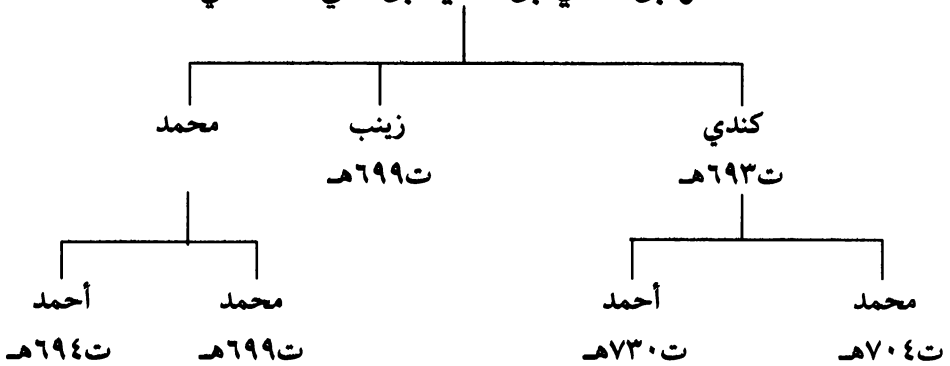 كندي زينب محمد
ت٦٩٣هـ ت٦٩٩هـ
محمد أحمد محمد أحمد
ت٧٠٤هـ ت٧٣٠هـ ت٦٩٩هـ ت٦٩٤هـ